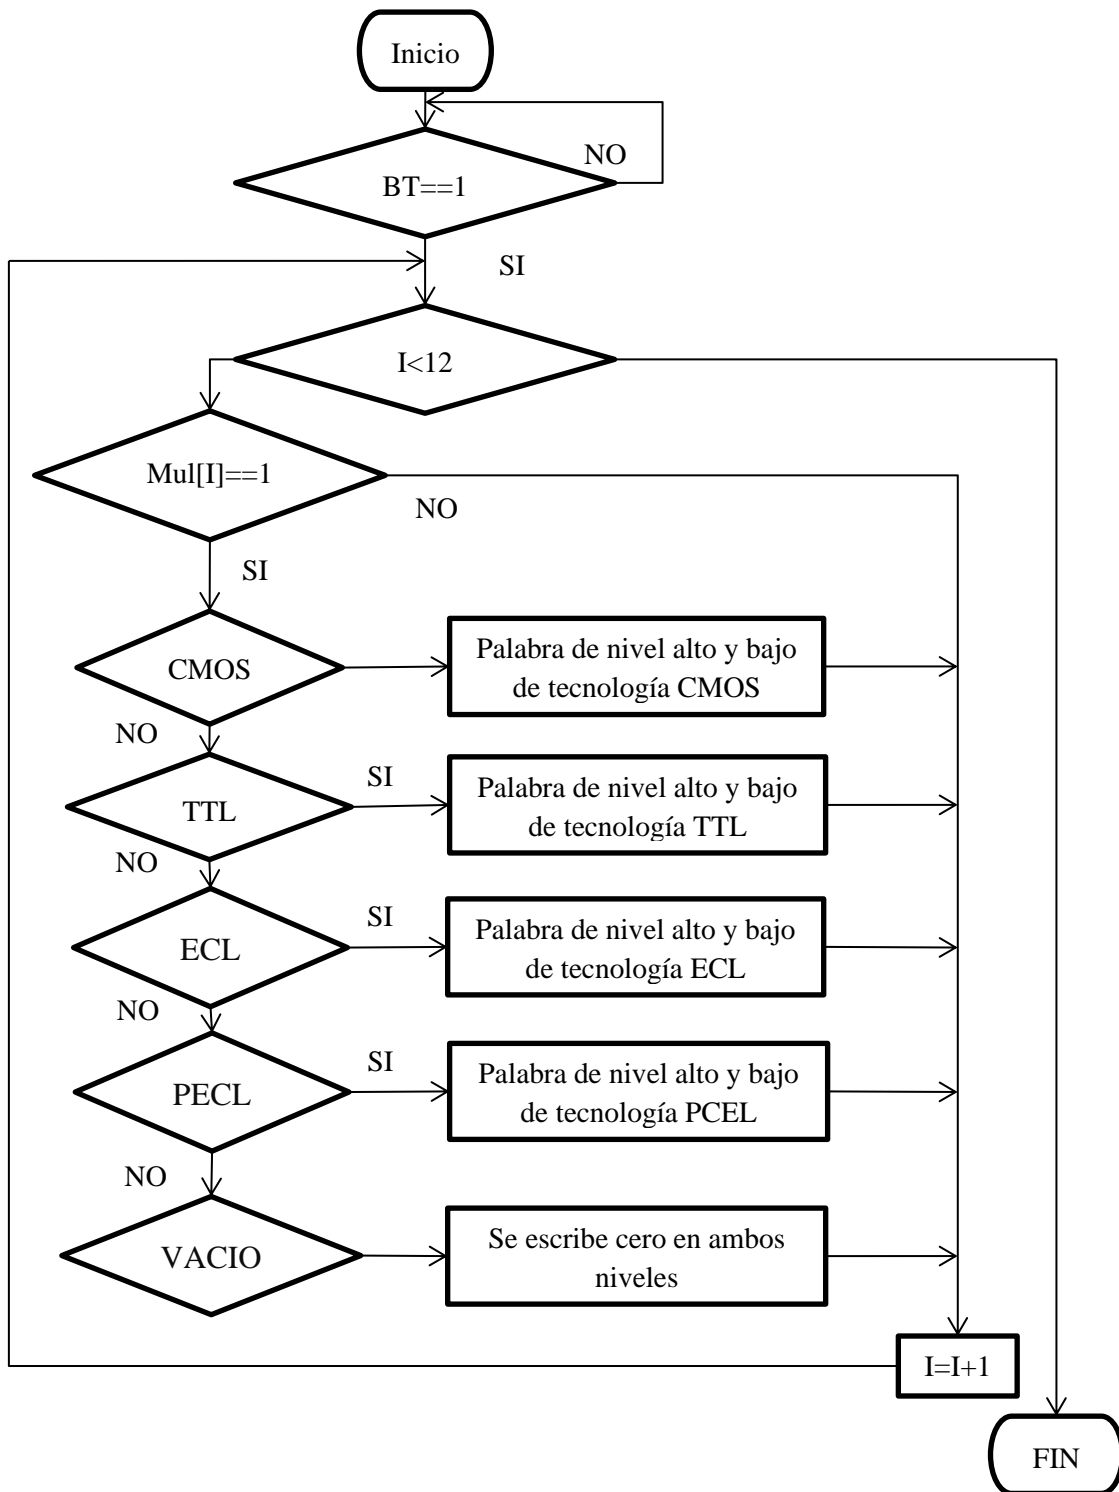 Inicio
NO
BT==1
SI
I<12
Mul[I]==1
NO
SI
CMOS
Palabra de nivel alto y bajo
de tecnología CMOS
NO
TTL
SI
Palabra de nivel alto y bajo
de tecnología TTL
NO
ECL
SI
Palabra de nivel alto y bajo
de tecnología ECL
NO
PECL
SI
Palabra de nivel alto y bajo
de tecnología PCEL
NO
VACIO
Se escribe cero en ambos
niveles
I=I+1
FIN